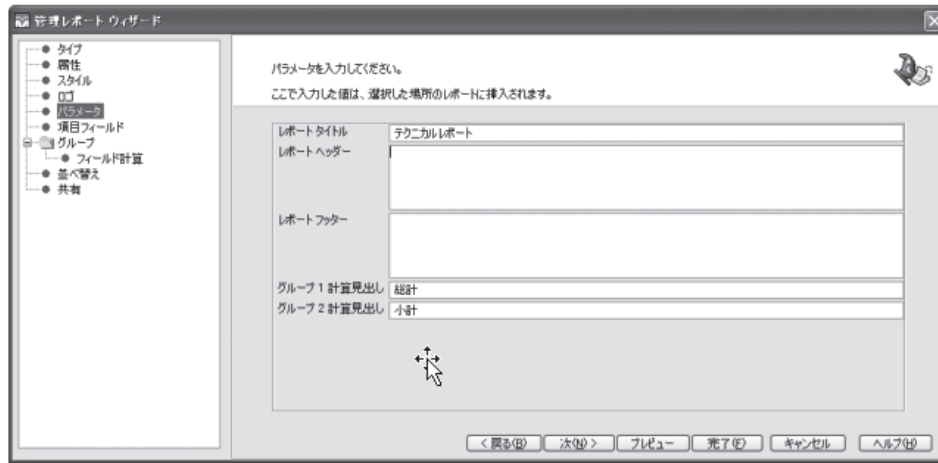 管理レポート ウィザード
タイプ
属性
スタイル
ロゴ
パラメータ
項目フィールド
グループ
フィールド計算
並べ替え
共有
パラメータを入力してください。
ここで入力した値は、選択した場所のレポートに挿入されます。
レポートタイトル テクニカルレポート
レポートヘッダー
レポートフッター
グループ 1 計算見出し 総計
グループ 2 計算見出し 小計
< 戻る(B) 次(N) > プレビュー 完了(F) キャンセル ヘルプ(H)